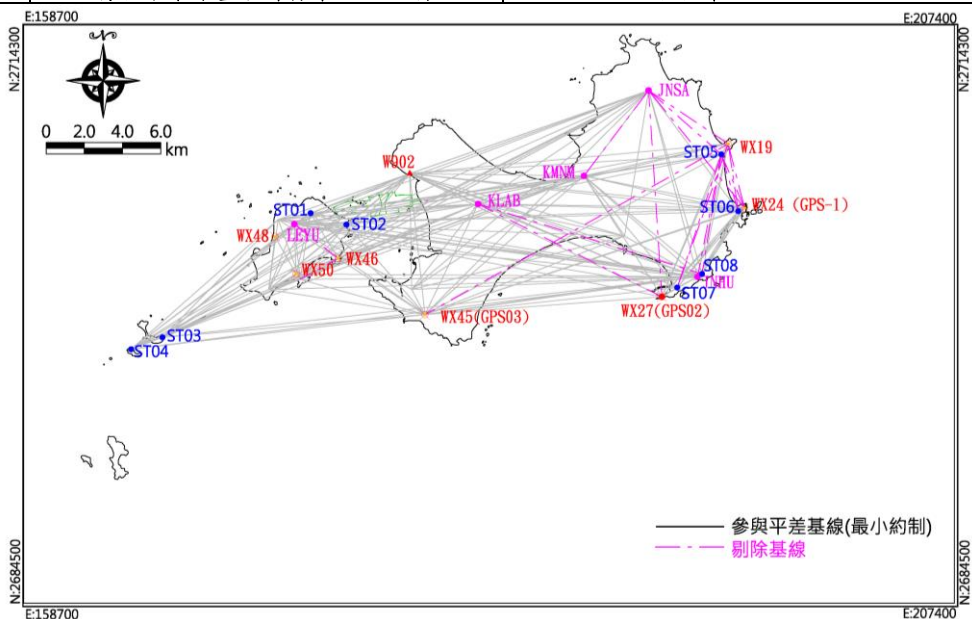 E:158700
E:207400
N:2714300
N:2714300
N
0 2.0 4.0 6.0
km
JNSA
WX19
ST05
W002
KMNM
KLAB
WX24 (GPS-1)
ST06
ST01
ST02
LEYU
WX48
WX46
WX50
ST08
ST07
WX27(GPS02)
WX45(GPS03)
ST03
ST04
參與平差基線(最小約制)
剔除基線
N:2684500
N:2684500
E:158700
E:207400